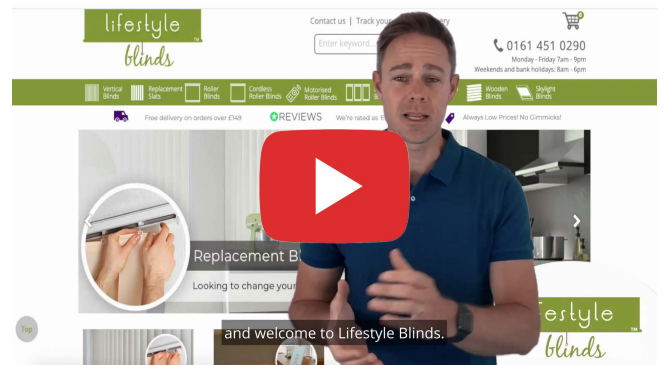 lifestyle
blinds
Contact us | Track your
Enter keyword...
0
0161 451 0290
Monday - Friday 7am - 9pm
Weekends and bank holidays: 8am - 6pm
Vertical Blinds
Replacement Slats
Roller Blinds
Cordless Roller Blinds
Motorised Roller Blinds
Wooden Blinds
Skylight Blinds
Free delivery on orders over £149
REVIEWS
We're rated as
Always Low Prices! No Gimmicks!
Replacement
Looking to change your
Top
and welcome to Lifestyle Blinds.
blinds